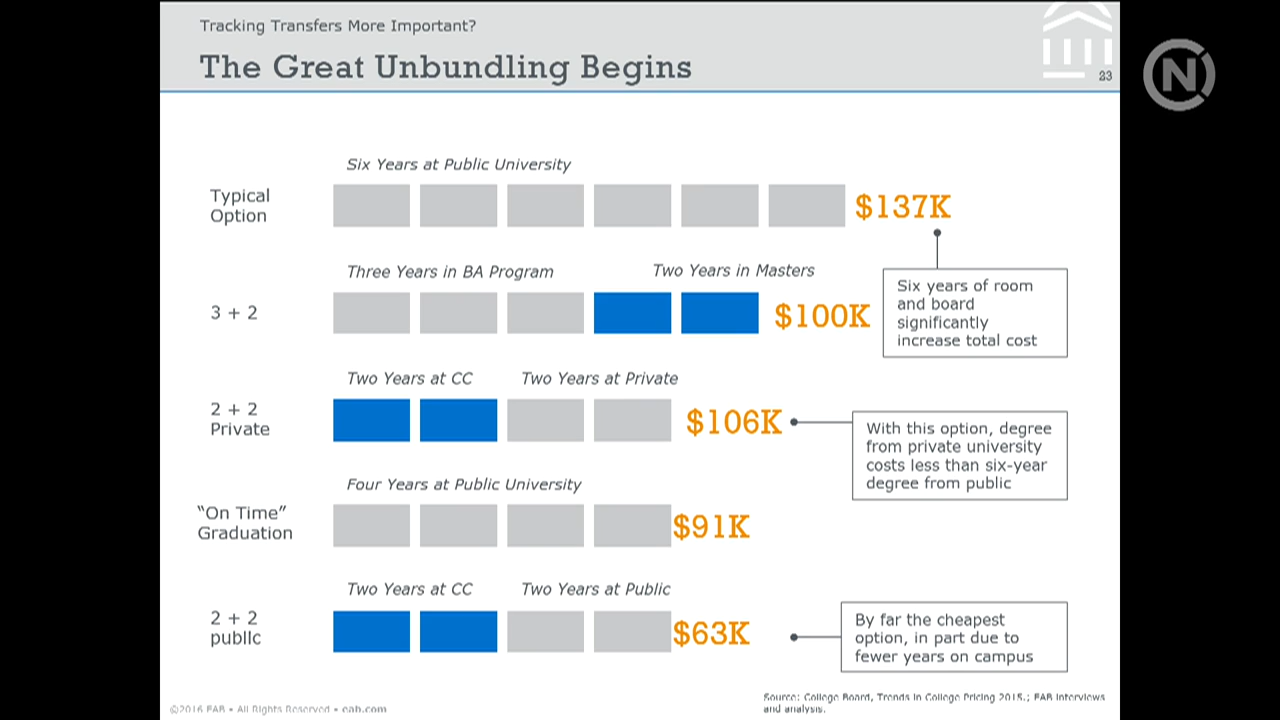 Tracking Transfers More Important?
The Great Unbundling Begins
23
N
Six Years at Public University
Typical
Option
$137K
Six years of room
and board
significantly
increase total cost
Three Years in BA Program
Two Years in Masters
3 + 2
$100K
Two Years at CC
Two Years at Private
2 + 2
Private
$106K
With this option, degree
from private university
costs less than six-year
degree from public
Four Years at Public University
“On Time”
Graduation
$91K
Two Years at CC
Two Years at Public
2 + 2
public
$63K
By far the cheapest
option, in part due to
fewer years on campus
Source: College Board, Trends in College Pricing 2015.; EAB interviews
and analysis.
©2016 EAB • All Rights Reserved • eab.com